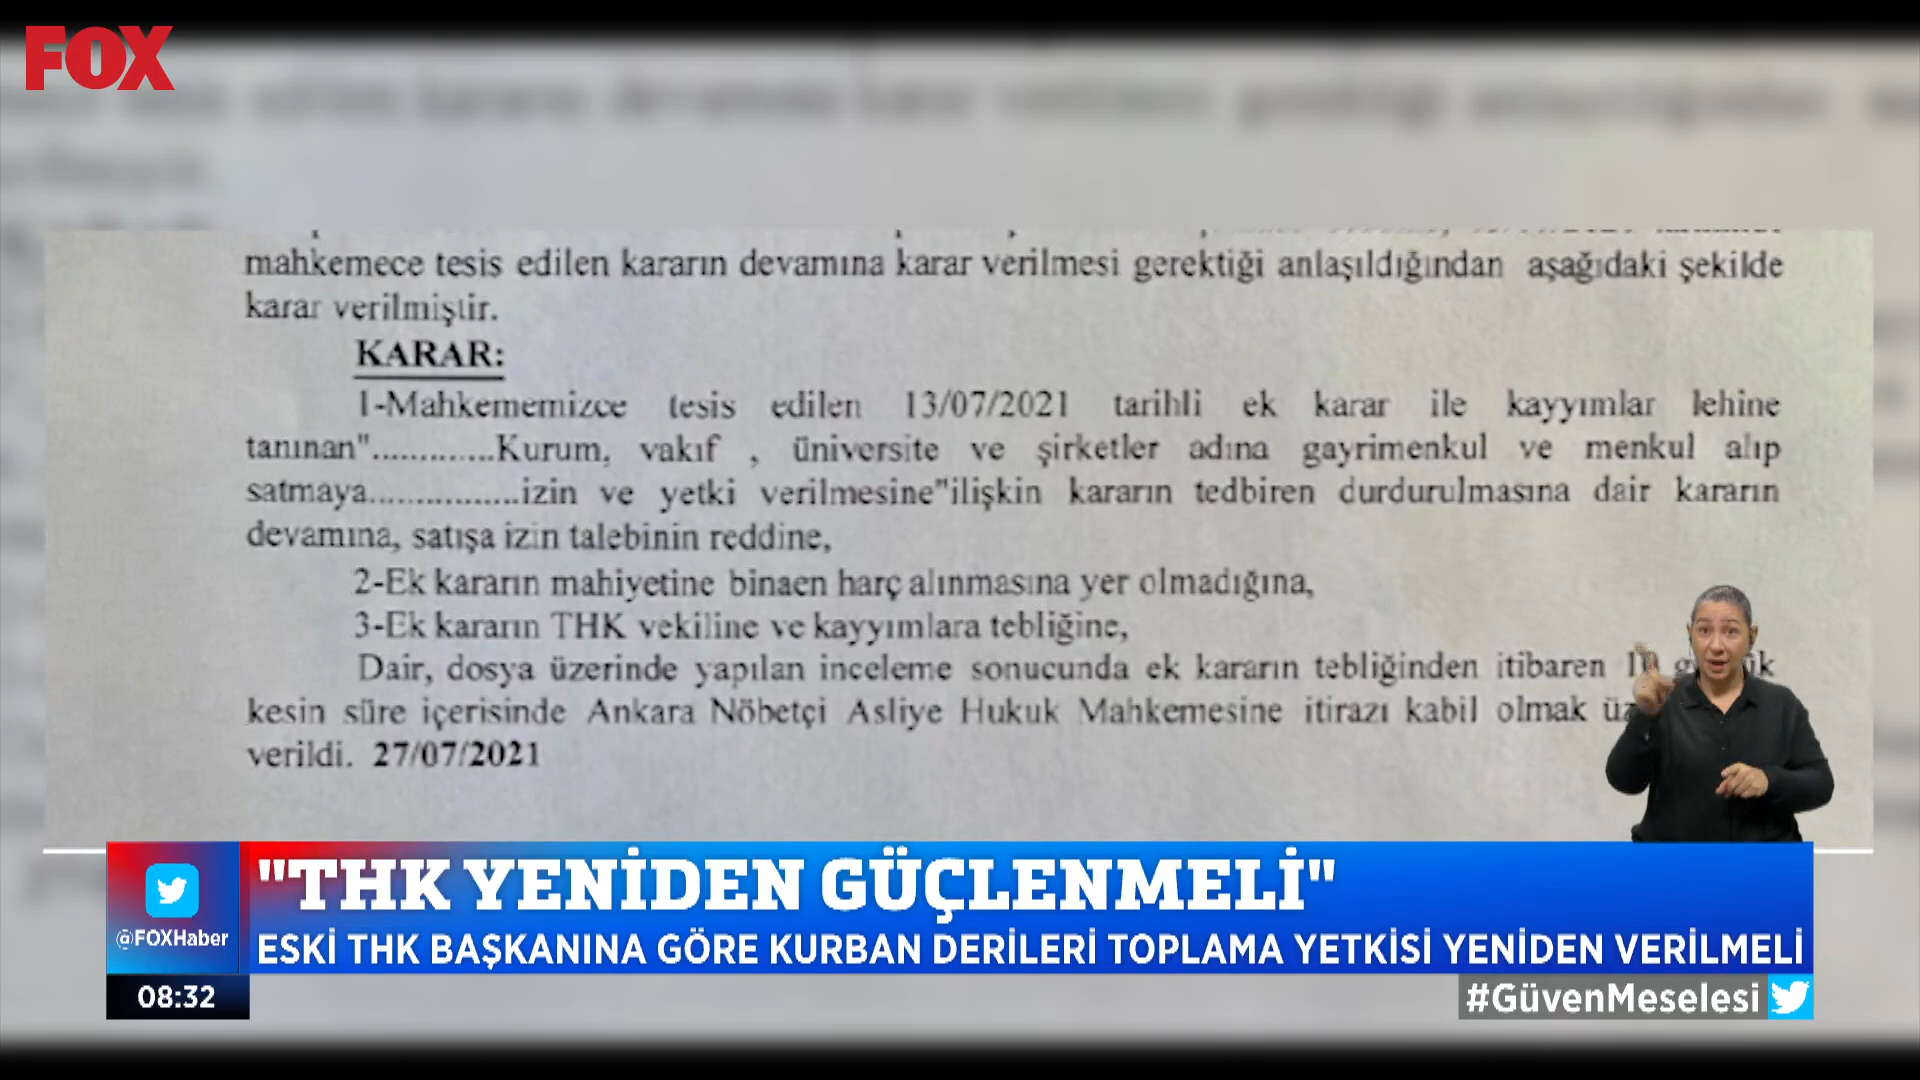 FOX
mahkemece tesis edilen kararın devamına karar verilmesi gerektiği anlaşıldığından aşağıdaki şekilde
karar verilmiştir.
KARAR:
1-Mahkememizce tesis edilen 13/07/2021 tarihli ek karar ile kayyımlar lehine
tanınan".............Kurum, vakıf , üniversite ve şirketler adına gayrimenkul ve menkul alıp
satmaya................izin ve yetki verilmesine"ilişkin kararın tedbiren durdurulmasına dair kararın
devamına, satışa izin talebinin reddine,
2-Ek kararın mahiyetine binaen harç alınmasına yer olmadığına,
3-Ek kararın THK vekiline ve kayyımlara tebliğine,
Dair, dosya üzerinde yapılan inceleme sonucunda ek kararın tebliğinden itibaren
kesin süre içerisinde Ankara Nöbetçi Asliye Hukuk Mahkemesine itirazı kabil olmak
verildi. 27/07/2021
"THK YENİDEN GÜÇLENMELİ"
@FOXHaber
ESKİ THK BAŞKANINA GÖRE KURBAN DERİLERİ TOPLAMA YETKİSİ YENİDEN VERİLMELİ
08:32
#GüvenMeselesi